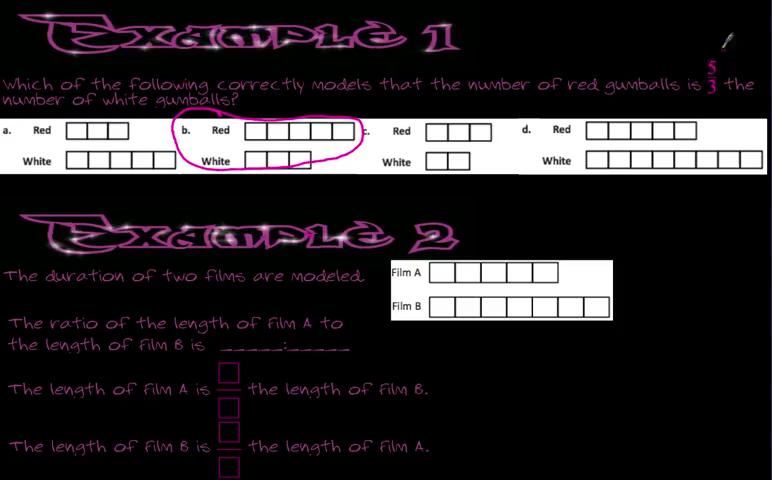 Example 1
Which of the following correctly models that the number of red gumballs is 5/3 the
number of white gumballs?
a. Red b. Red c. Red d. Red
White White White White
Example 2
The duration of two films are modeled.
Film A
Film B
The ratio of the length of Film A to
the length of Film B is _____:_____
The length of Film A is the length of Film B.
The length of Film B is the length of Film A.